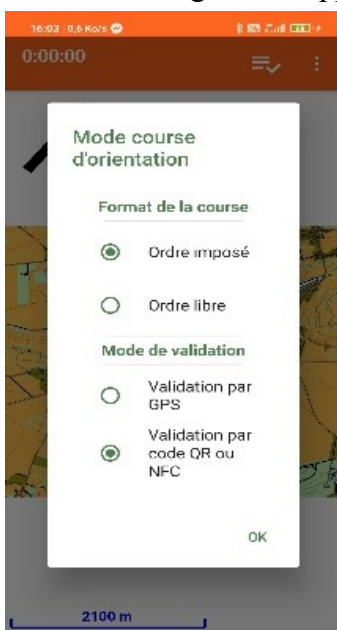 16:03 0,6 Ko/s
0:00:00
Mode course
d'orientation
Format de la course
Ordre imposé
Ordre libre
Mode de validation
Validation par
GPS
Validation par
code QR ou
NFC
OK
2100 m